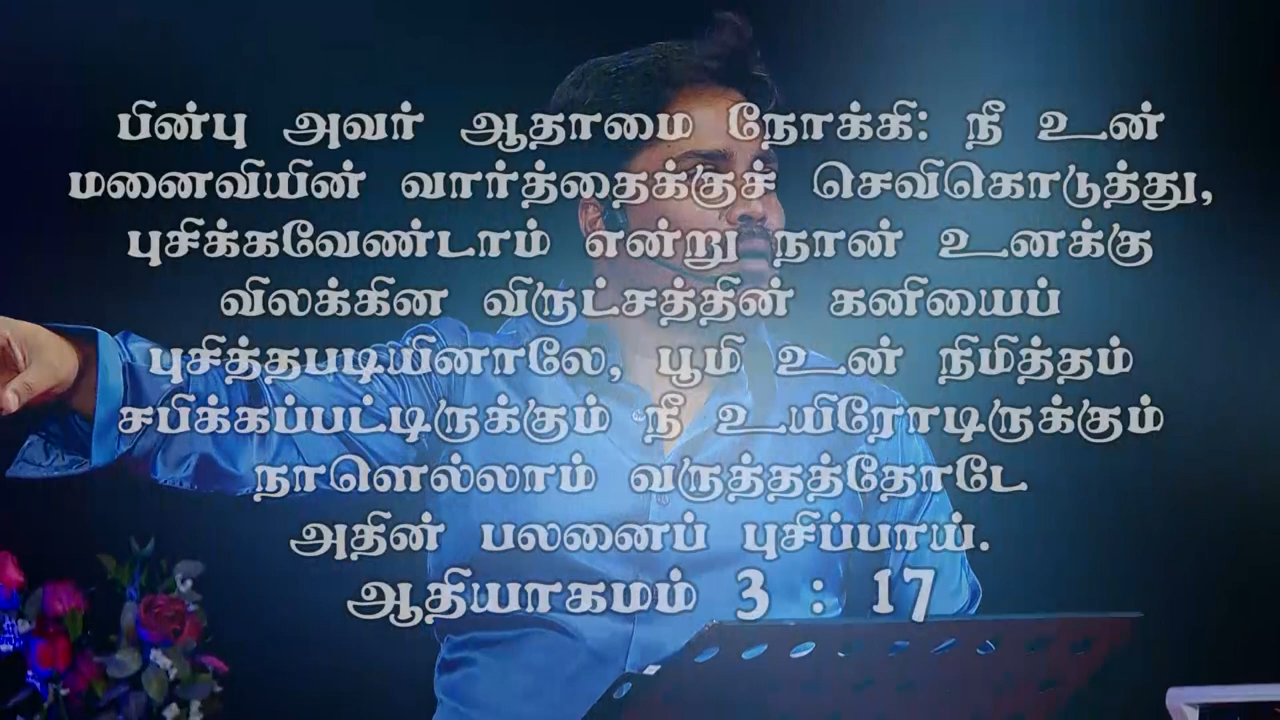 பின்பு அவர் ஆதாமை நோக்கி: நீ உன்
மனைவியின் வார்த்தைக்குச் செவிகொடுத்து,
புசிக்கவேண்டாம் என்று நான் உனக்கு
விலக்கின விருட்சத்தின் கனியைப்
புசித்தபடியினாலே, பூமி உன் நிமித்தம்
சபிக்கப்பட்டிருக்கும் நீ உயிரோடிருக்கும்
நாளெல்லாம் வருத்தத்தோடே
அதின் பலனைப் புசிப்பாய்.
ஆதியாகமம் 3 : 17